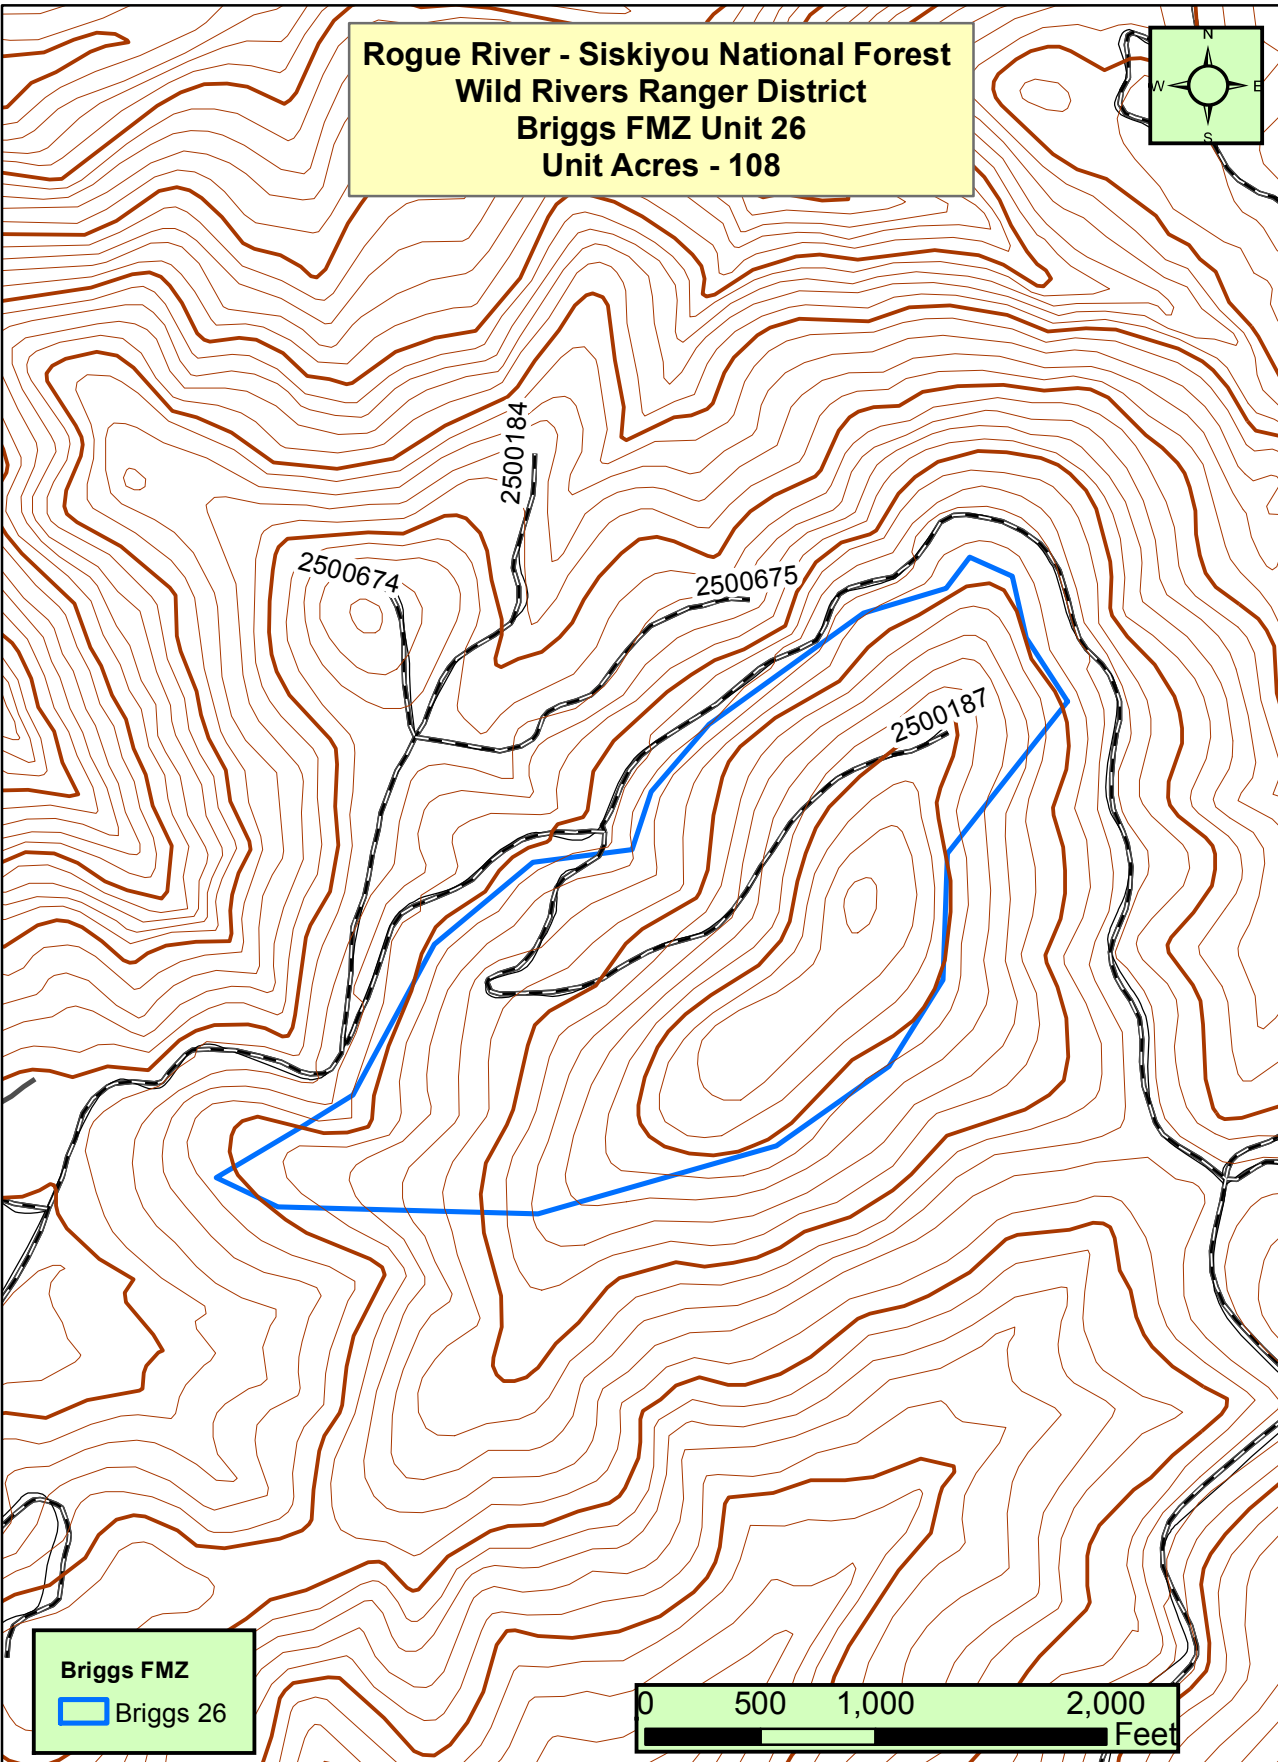 Rogue River - Siskiyou National Forest
Wild Rivers Ranger District
Briggs FMZ Unit 26
Unit Acres - 108
N
W E
S
2500184
2500674
2500675
2500187
Briggs FMZ
Briggs 26
0 500 1,000 2,000
Feet